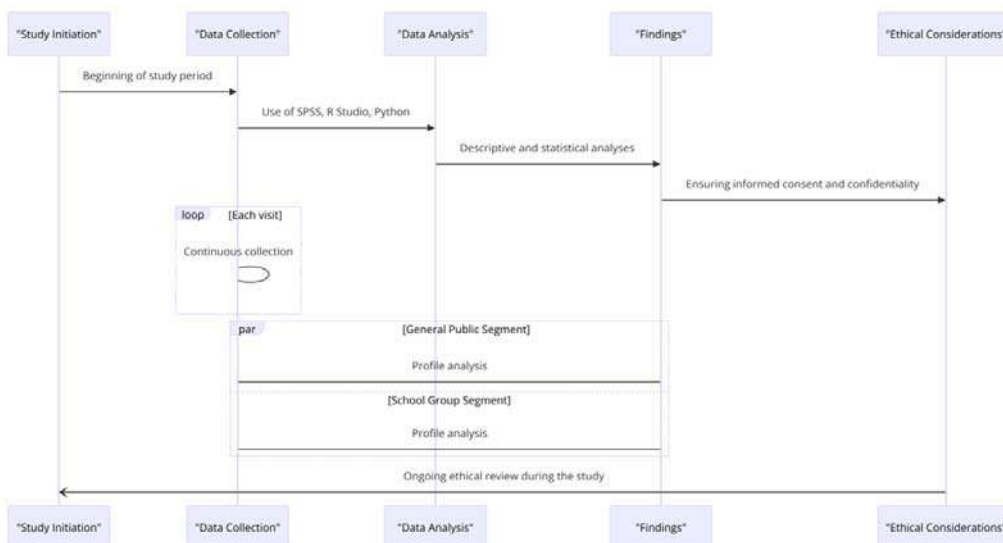 "Study Initiation"
"Data Collection"
"Data Analysis"
"Findings"
"Ethical Considerations"
Beginning of study period
Use of SPSS, R Studio, Python
Descriptive and statistical analyses
Ensuring informed consent and confidentiality
loop
[Each visit]
Continuous collection
par
[General Public Segment]
Profile analysis
[School Group Segment]
Profile analysis
Ongoing ethical review during the study
"Study Initiation"
"Data Collection"
"Data Analysis"
"Findings"
"Ethical Considerations"